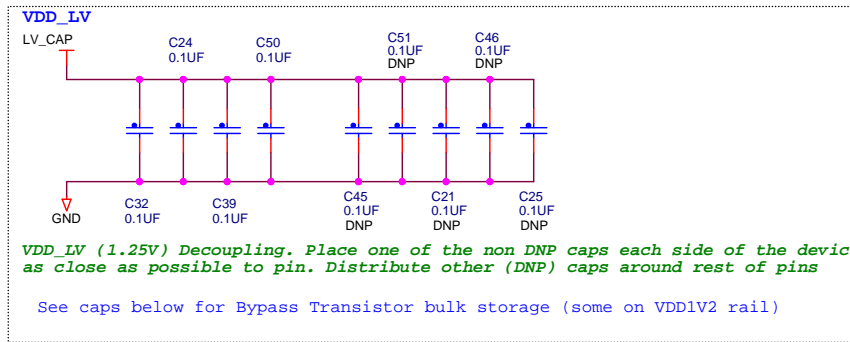 VDD_LV
LV_CAP
C24
0.1UF
C50
0.1UF
C51
0.1UF
DNP
C46
0.1UF
DNP
GND
C32
0.1UF
C39
0.1UF
C45
0.1UF
DNP
C21
0.1UF
DNP
C25
0.1UF
DNP
VDD_LV (1.25V) Decoupling. Place one of the non DNP caps each side of the devic
as close as possible to pin. Distribute other (DNP) caps around rest of pins
See caps below for Bypass Transistor bulk storage (some on VDD1V2 rail)